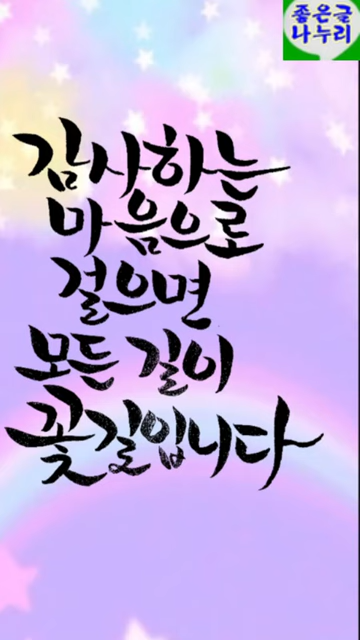 좋은글
나누리
감사하는
마음으로
걸으면
모든 길이
꽃길입니다